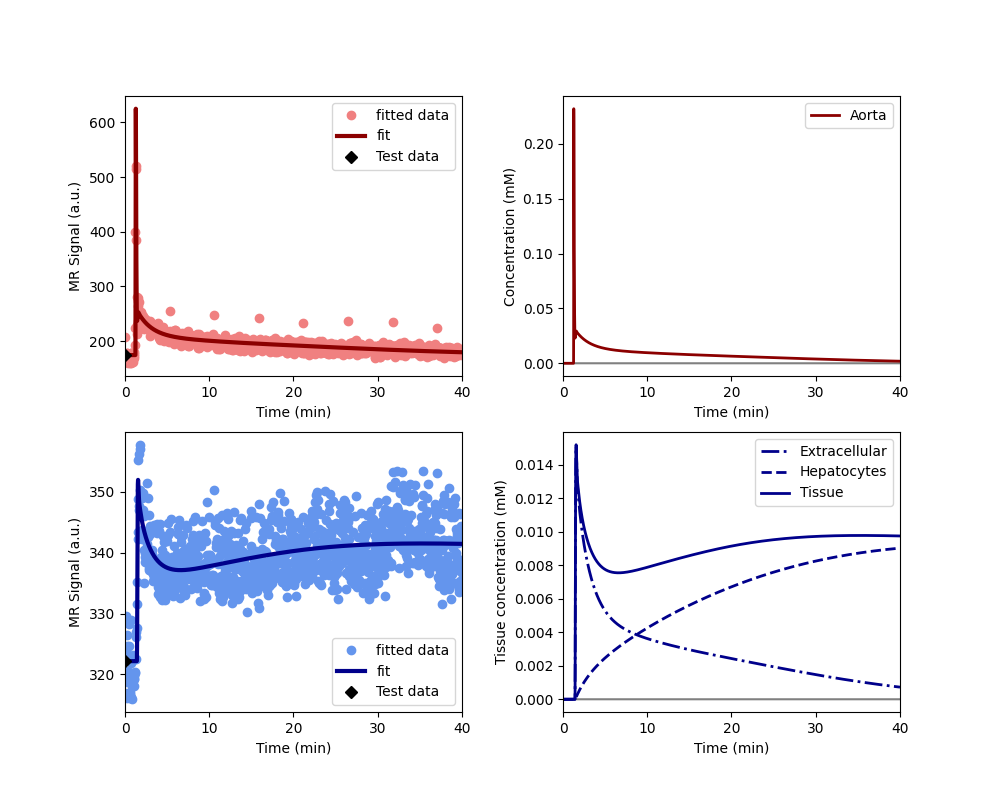 600
500
400
300
200
MR Signal (a.u.)
fitted data
fit
Test data
0
10
20
30
40
Time (min)
0.20
0.15
0.10
0.05
0.00
Concentration (mM)
Aorta
0
10
20
30
40
Time (min)
350
340
330
320
MR Signal (a.u.)
fitted data
fit
Test data
0
10
20
30
40
Time (min)
0.014
0.012
0.010
0.008
0.006
0.004
0.002
0.000
Tissue concentration (mM)
Extracellular
Hepatocytes
Tissue
0
10
20
30
40
Time (min)